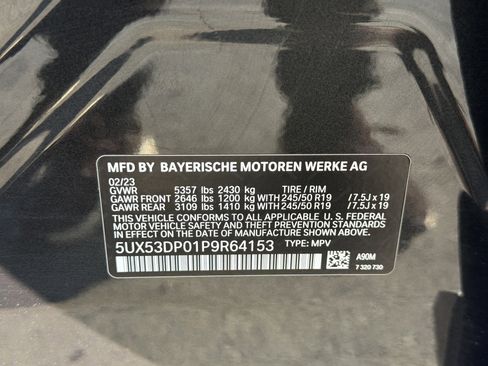 MFD BY BAYERISCHE MOTOREN WERKE AG
02/23
GVWR 5357 lbs 2430 kg TIRE / RIM
GAWR FRONT 2646 lbs 1200 kg WITH 245/50 R19 / 7.5J x 19
GAWR REAR 3109 lbs 1410 kg WITH 245/50 R19 / 7.5J x 19
THIS VEHICLE CONFORMS TO ALL APPLICABLE U. S. FEDERAL
MOTOR VEHICLE SAFETY AND THEFT PREVENTION STANDARDS
IN EFFECT ON THE DATE OF MANUFACTURE SHOWN ABOVE.
5UX53DP01P9R64153 TYPE: MPV
A90M
7 320 730